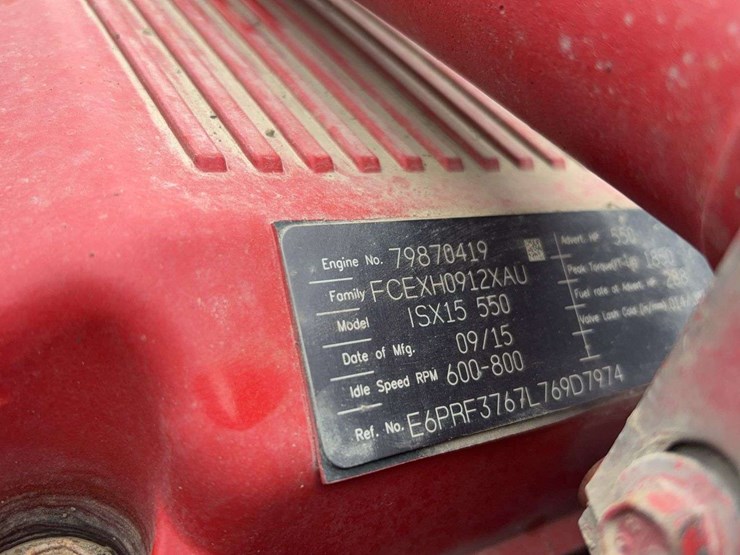 Engine No. 79870419
Family FCEXH0912XAU
Model ISX15 550
Date of Mfg. 09/15
Idle Speed RPM 600-800
Ref. No. E6PRF3767L769D7974
Advert. HP 550
Peak Torque 1850
Fuel rate at Advert. HP
Valve Lash Cold